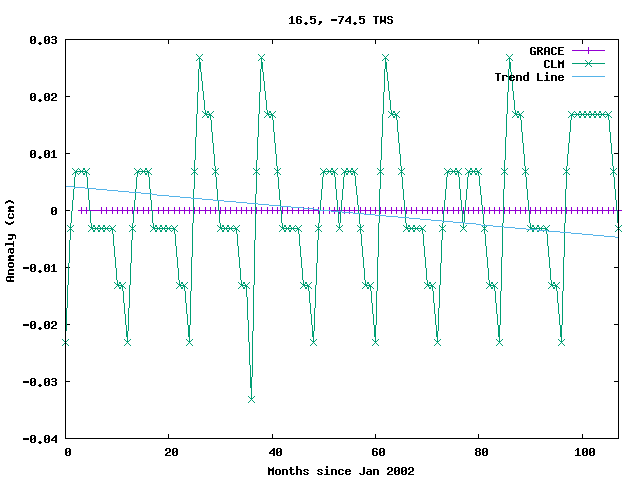 16.5, -74.5 TWS
GRACE
CLM
Trend Line
0.03
0.02
0.01
0
-0.01
-0.02
-0.03
-0.04
Anomaly (cm)
0 20 40 60 80 100
Months since Jan 2002